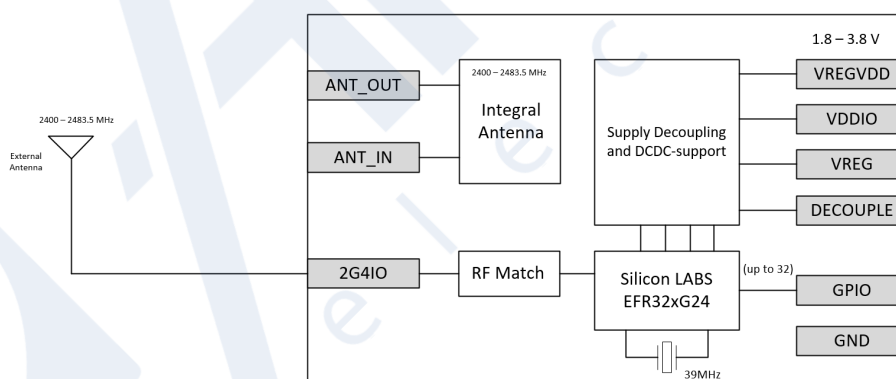 1.8 – 3.8 V
ANT_OUT
2400 – 2483.5 MHz
Integral
Antenna
ANT_IN
Supply Decoupling
and DCDC-support
VREGVDD
VDDIO
VREG
DECOUPLE
2400 – 2483.5 MHz
External
Antenna
2G4IO
RF Match
Silicon LABS
EFR32xG24
(up to 32)
GPIO
GND
39MHz
elec